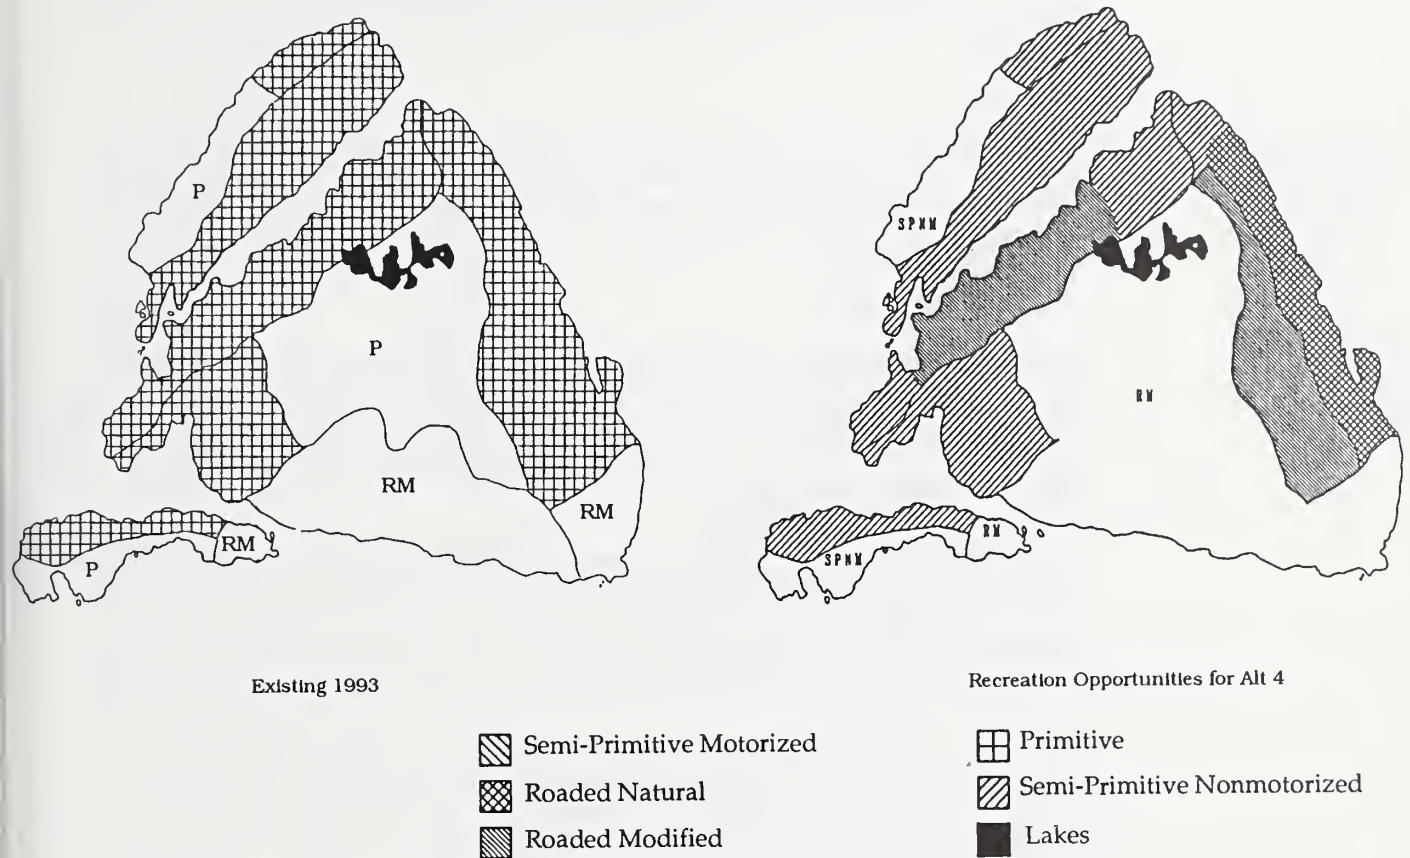 P
SPNM
P
RM
RM
RM
RM
P
RM
SPNM
Existing 1993
Recreation Opportunities for Alt 4
Semi-Primitive Motorized
Primitive
Roaded Natural
Semi-Primitive Nonmotorized
Roaded Modified
Lakes